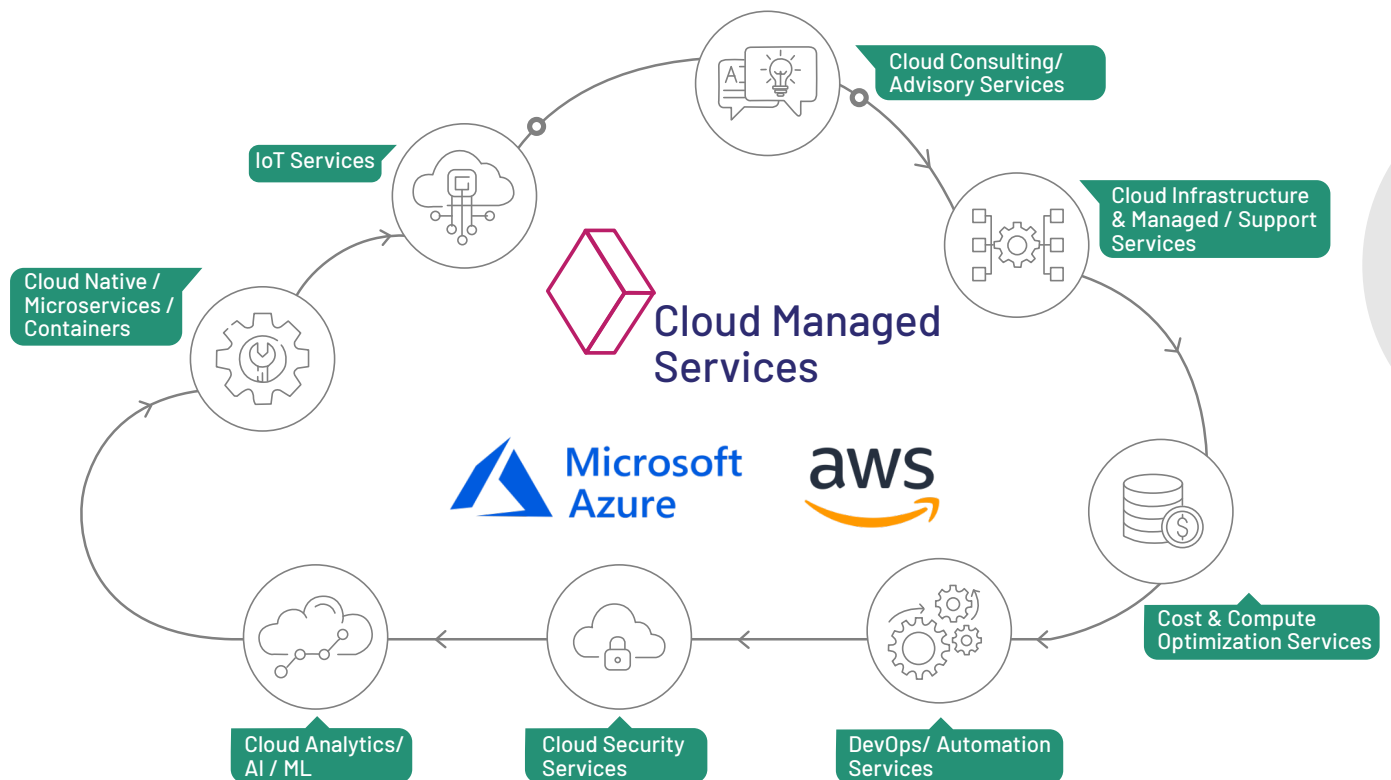 Cloud Consulting/
Advisory Services
A
IoT Services
Cloud Infrastructure
& Managed / Support
Services
Cloud Native /
Microservices /
Containers
Cloud Managed
Services
Microsoft
Azure
aws
$
Cost & Compute
Optimization Services
Cloud Analytics/
AI / ML
Cloud Security
Services
DevOps/ Automation
Services